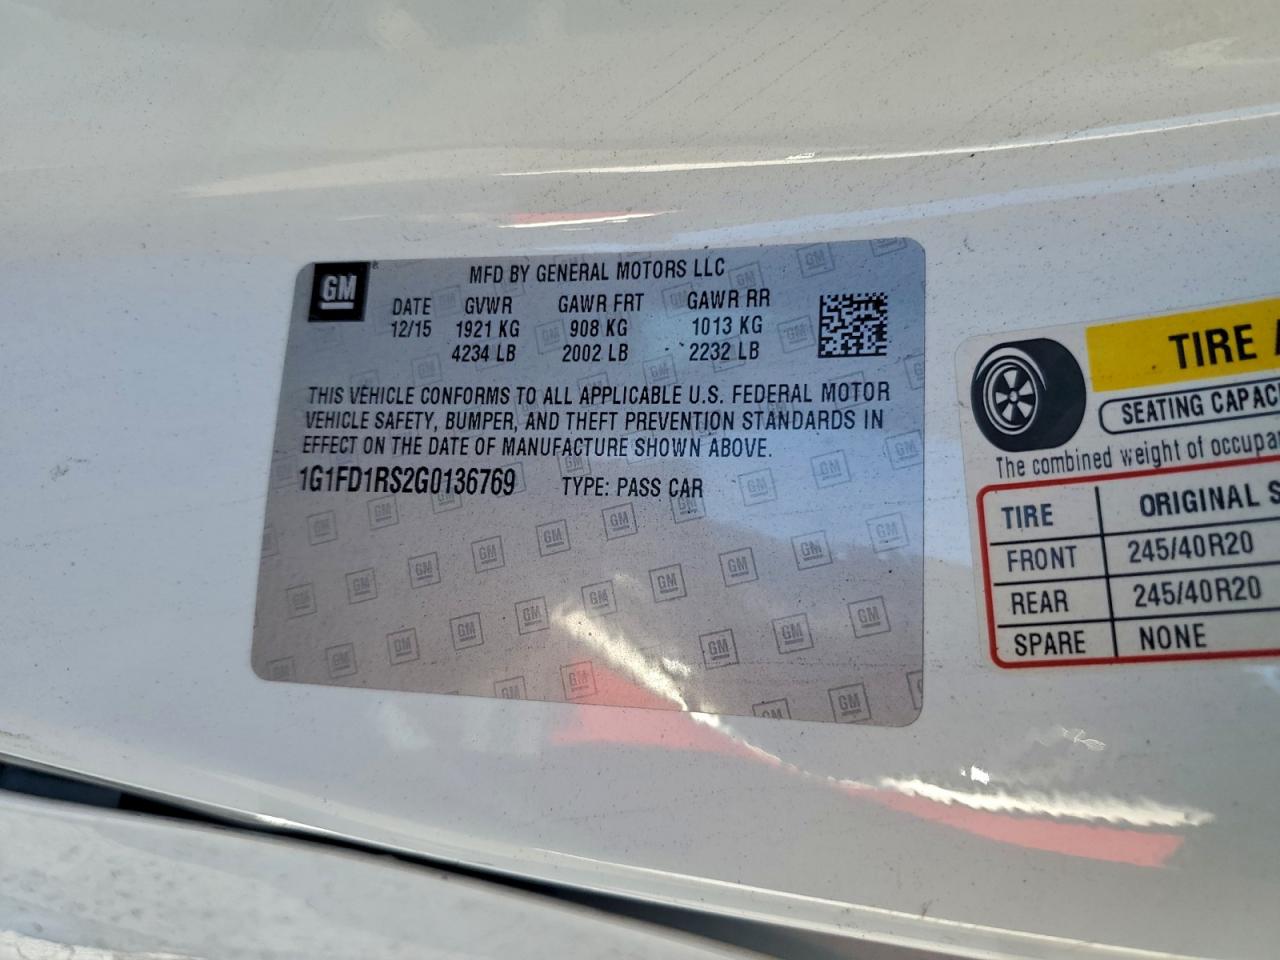 GM
MFD BY GENERAL MOTORS LLC
DATE GVWR GAWR FRT GAWR RR
12/15 1921 KG 908 KG 1013 KG
4234 LB 2002 LB 2232 LB
THIS VEHICLE CONFORMS TO ALL APPLICABLE U.S. FEDERAL MOTOR
VEHICLE SAFETY, BUMPER, AND THEFT PREVENTION STANDARDS IN
EFFECT ON THE DATE OF MANUFACTURE SHOWN ABOVE.
1G1FD1RS2G0136769 TYPE: PASS CAR
TIRE
SEATING CAPAC
The combined weight of occupa
TIRE ORIGINAL S
FRONT 245/40R20
REAR 245/40R20
SPARE NONE